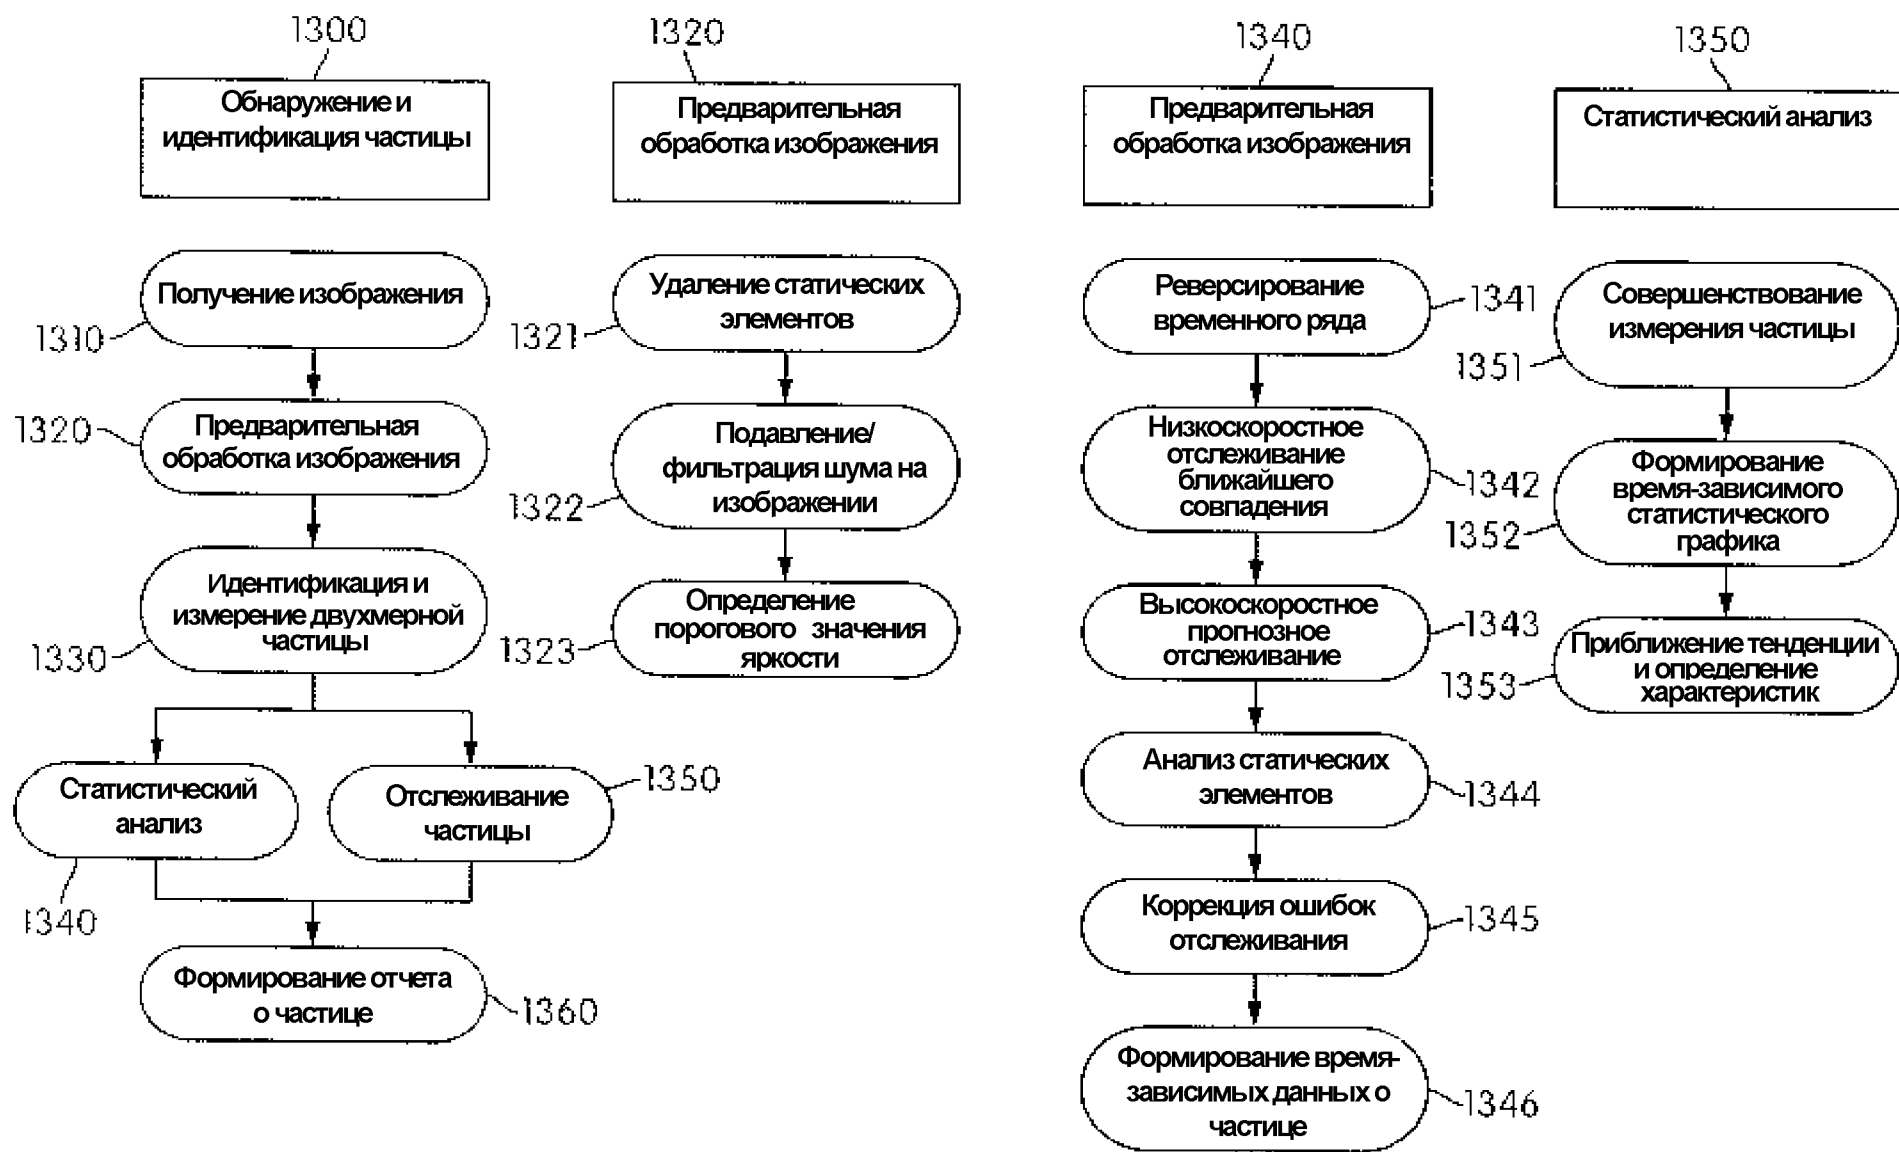 1300
Обнаружение и
идентификация частицы
Получение изображения
1310
1320
Предварительная
обработка изображения
Идентификация и
измерение двухмерной
частицы
1330
Статистический
анализ
1340
Отслеживание
частицы
1350
Формирование отчета
о частице
1360
1320
Предварительная
обработка изображения
Удаление статических
элементов
1321
Подавление/
фильтрация шума на
изображении
1322
Определение
порогового значения
яркости
1323
1340
Предварительная
обработка изображения
Реверсирование
временного ряда
1341
Низкоскоростное
отслеживание
ближайшего
совпадения
1342
Высокоскоростное
прогнозное
отслеживание
1343
Анализ статических
элементов
1344
Коррекция ошибок
отслеживания
1345
Формирование время-
зависимых данных о
частице
1346
1350
Статистический анализ
Совершенствование
измерения частицы
1351
Формирование
время-зависимого
статистического
графика
1352
Приближение тенденции
и определение
характеристик
1353